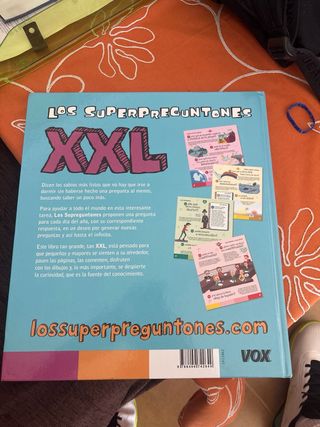 LOS SUPERPREGUNTONES
XXL
Dicen los sabios más listos que no hay que irse a
dormir sin haberse hecho una pregunta al menos,
buscando saber un poco más.
Para ayudar a todo el mundo en esta interesante
tarea, Los Superguntones proponen una pregunta
para cada día del año, con su correspondiente
respuesta, en un deseo por generar nuevas
preguntas y así hasta el infinito.
Este libro tan grande, tan XXL, está pensado para
que pequeños y mayores se sienten a su alrededor,
pasen las páginas, las comenten, disfruten
con los dibujos y, lo más importante, se despierte
la curiosidad, que es la fuente del conocimiento.
lossuperpreguntones.com
VOX